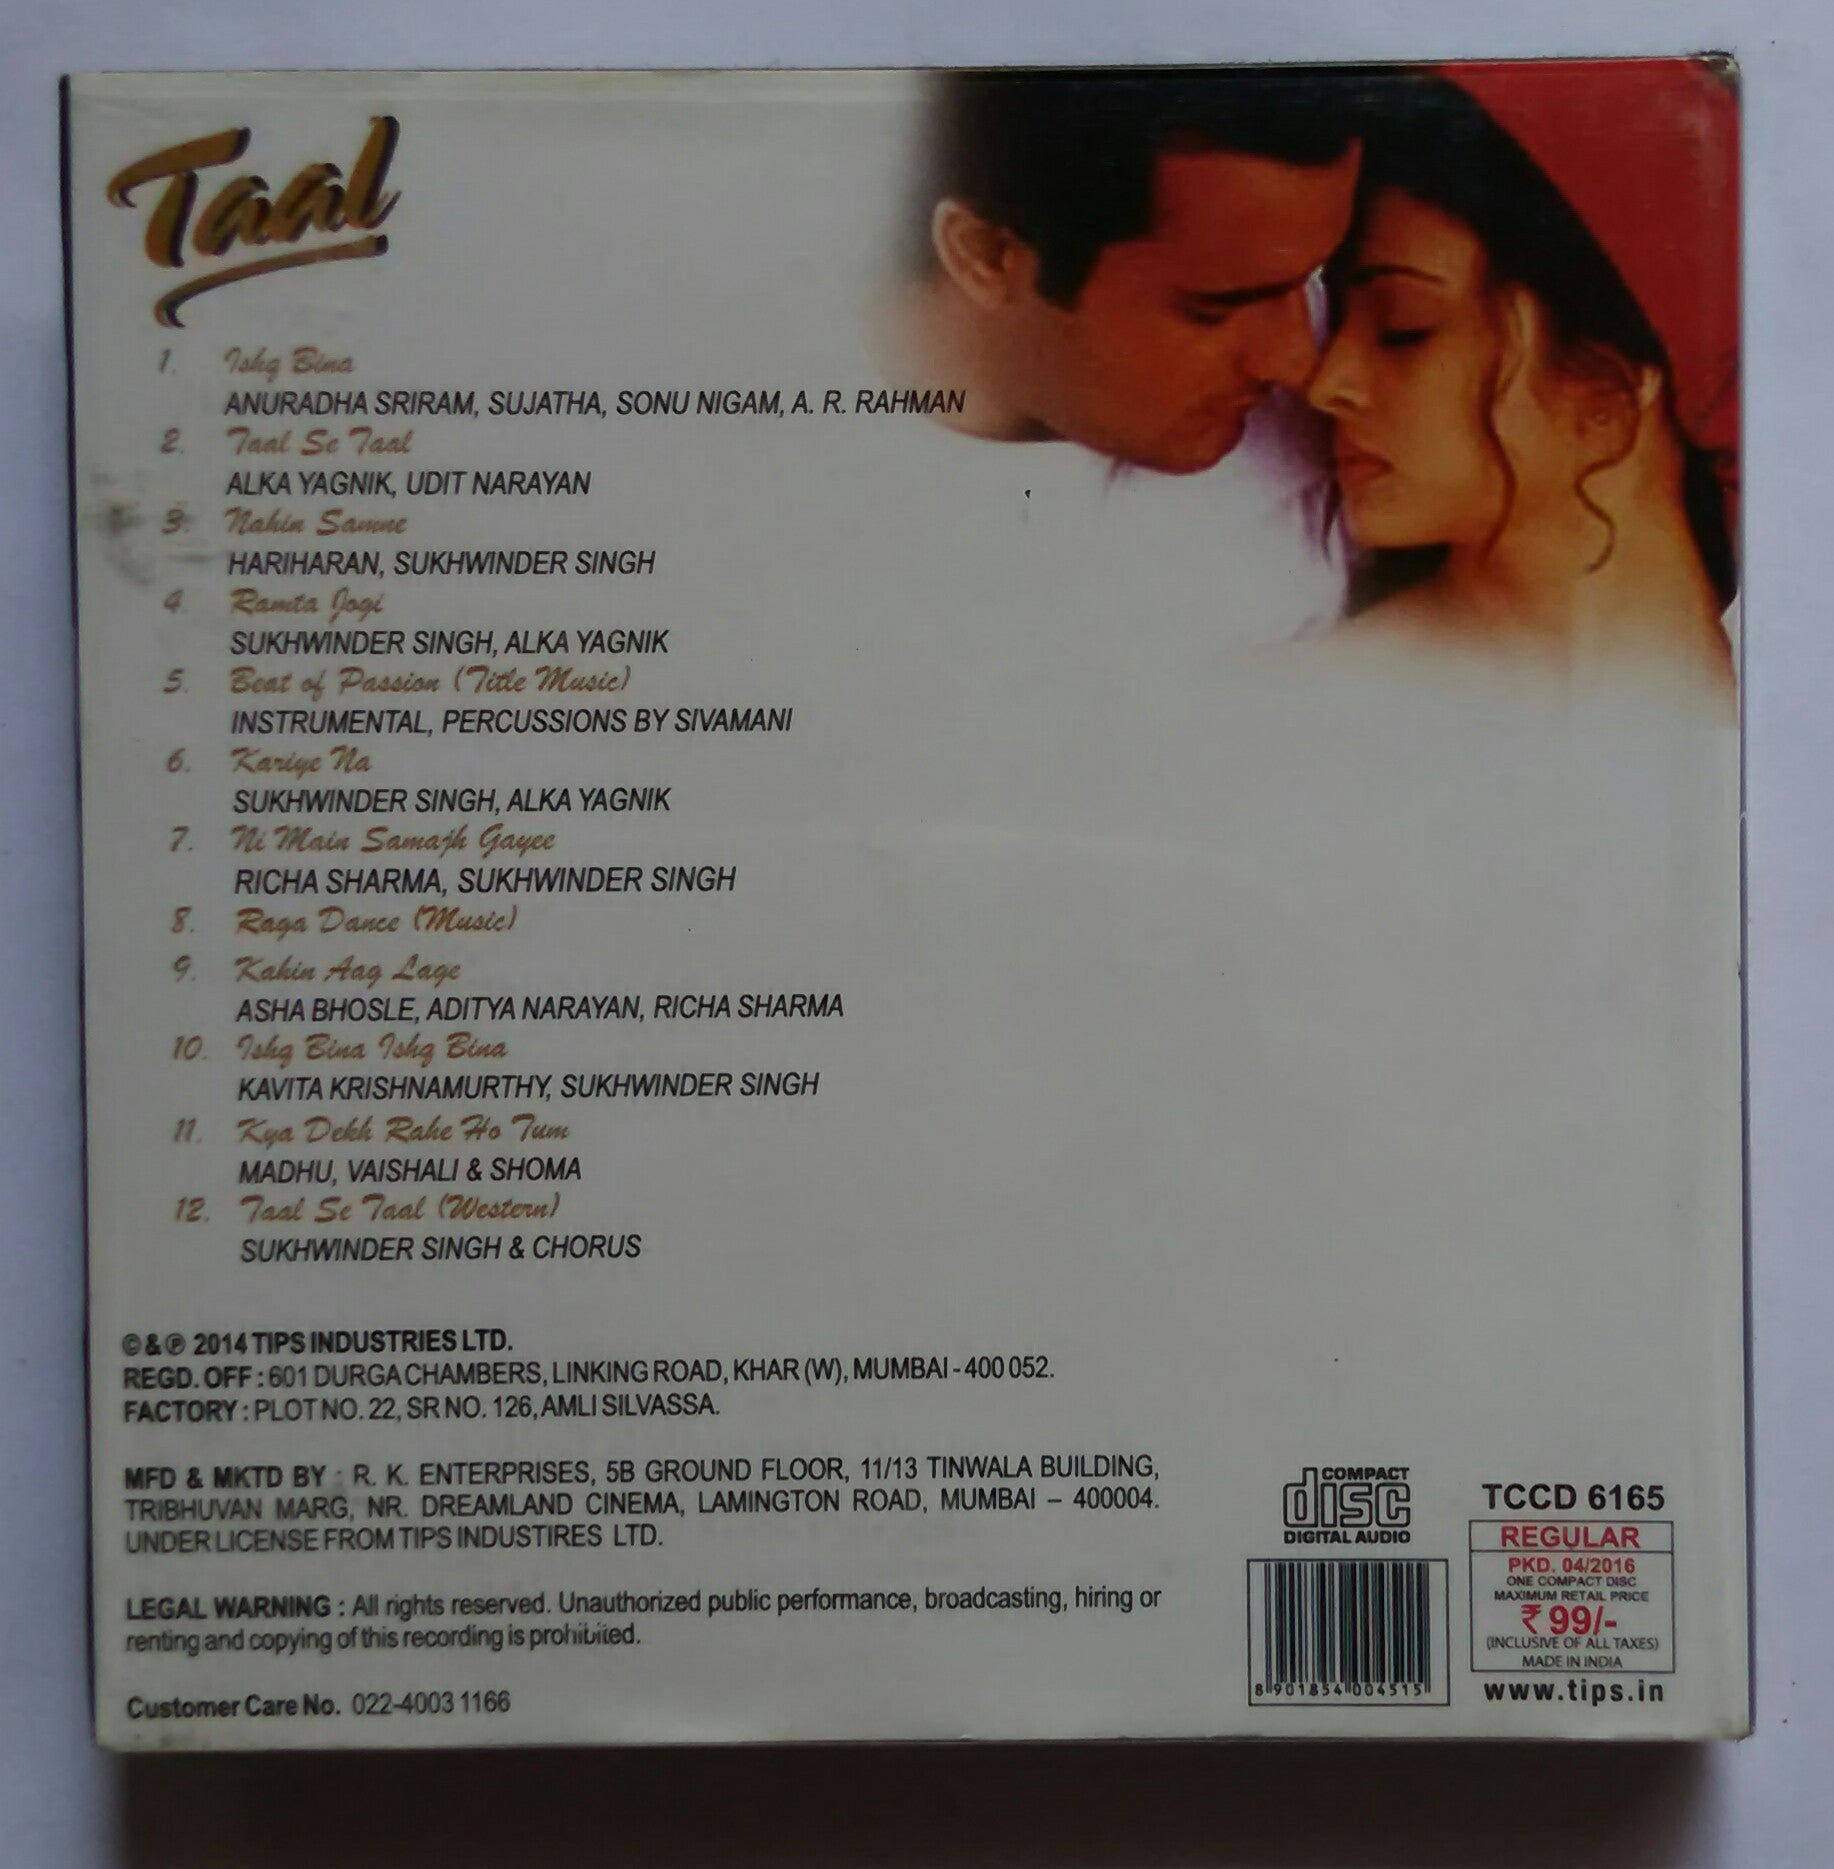 Taal
1. Ishq Bina
ANURADHA SRIRAM, SUJATHA, SONU NIGAM, A. R. RAHMAN
2. Taal Se Taal
ALKA YAGNIK, UDIT NARAYAN
3. Nahin Samne
HARIHARAN, SUKHWINDER SINGH
4. Ramta Jogi
SUKHWINDER SINGH, ALKA YAGNIK
5. Beat of Passion (Title Music)
INSTRUMENTAL, PERCUSSIONS BY SIVAMANI
6. Kariye Na
SUKHWINDER SINGH, ALKA YAGNIK
7. Ni Main Samajh Gayee
RICHA SHARMA, SUKHWINDER SINGH
8. Raga Dance (Music)
9. Kahin Aag Lage
ASHA BHOSLE, ADITYA NARAYAN, RICHA SHARMA
10. Ishq Bina Ishq Bina
KAVITA KRISHNAMURTHY, SUKHWINDER SINGH
11. Kya Dekh Rahe Ho Tum
MADHU, VAISHALI & SHOMA
12. Taal Se Taal (Western)
SUKHWINDER SINGH & CHORUS
© & ℗ 2014 TIPS INDUSTRIES LTD.
REGD. OFF : 601 DURGA CHAMBERS, LINKING ROAD, KHAR (W), MUMBAI - 400 052.
FACTORY : PLOT NO. 22, SR NO. 126, AMLI SILVASSA.
MFD & MKTD BY : R. K. ENTERPRISES, 5B GROUND FLOOR, 11/13 TINWALA BUILDING,
TRIBHUVAN MARG, NR. DREAMLAND CINEMA, LAMINGTON ROAD, MUMBAI – 400004.
UNDER LICENSE FROM TIPS INDUSTIRES LTD.
LEGAL WARNING : All rights reserved. Unauthorized public performance, broadcasting, hiring or
renting and copying of this recording is prohibited.
Customer Care No. 022-4003 1166
COMPACT
disc
DIGITAL AUDIO
8 901854 004515
TCCD 6165
REGULAR
PKD. 04/2016
ONE COMPACT DISC
MAXIMUM RETAIL PRICE
₹ 99/-
(INCLUSIVE OF ALL TAXES)
MADE IN INDIA
www.tips.in